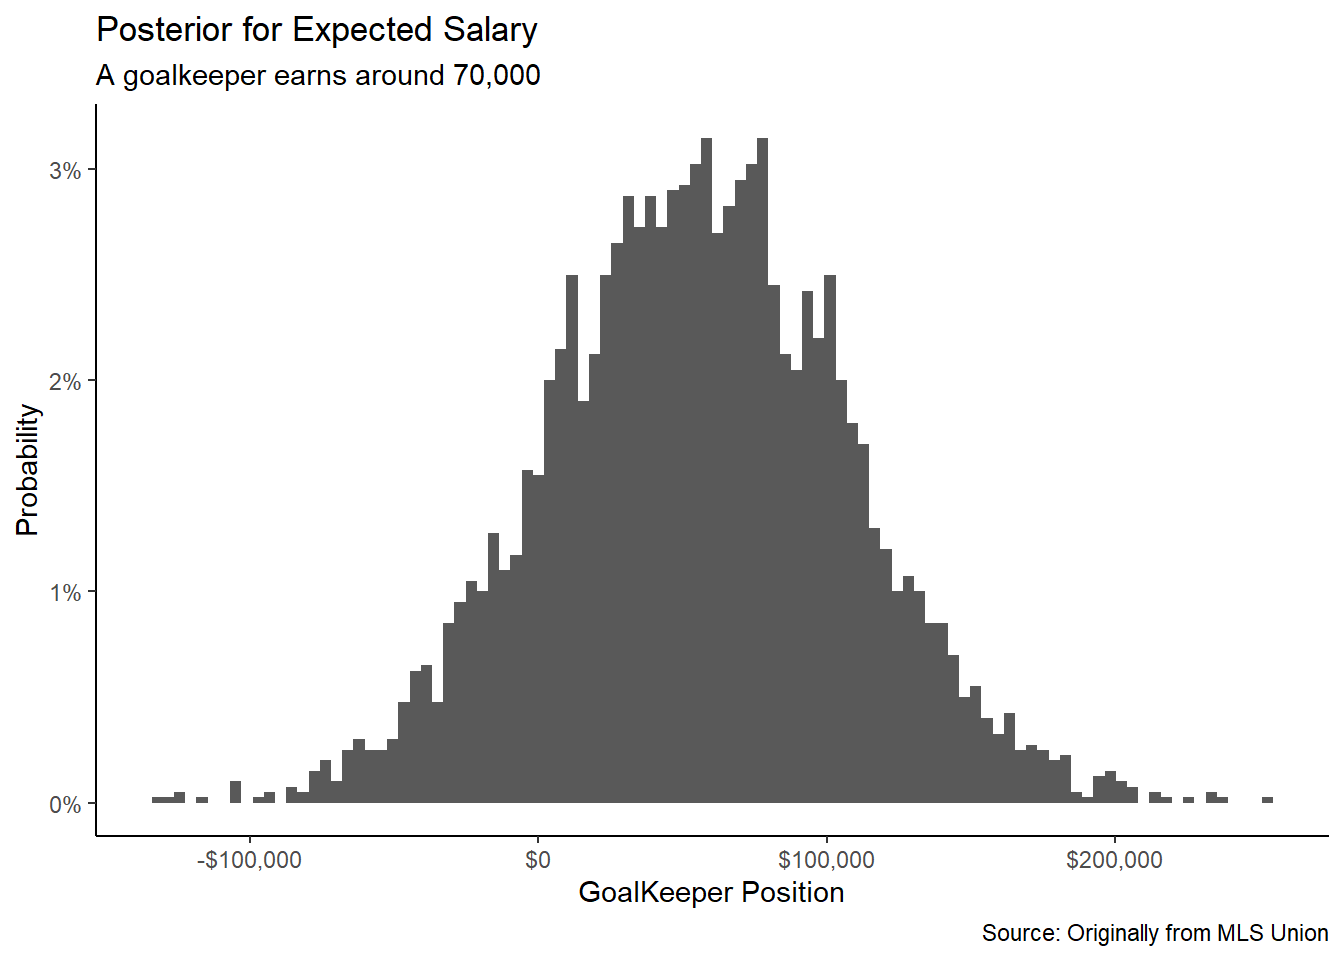 Posterior for Expected Salary
A goalkeeper earns around 70,000
Probability
3%
2%
1%
0%
-$100,000 $0 $100,000 $200,000
GoalKeeper Position
Source: Originally from MLS Union